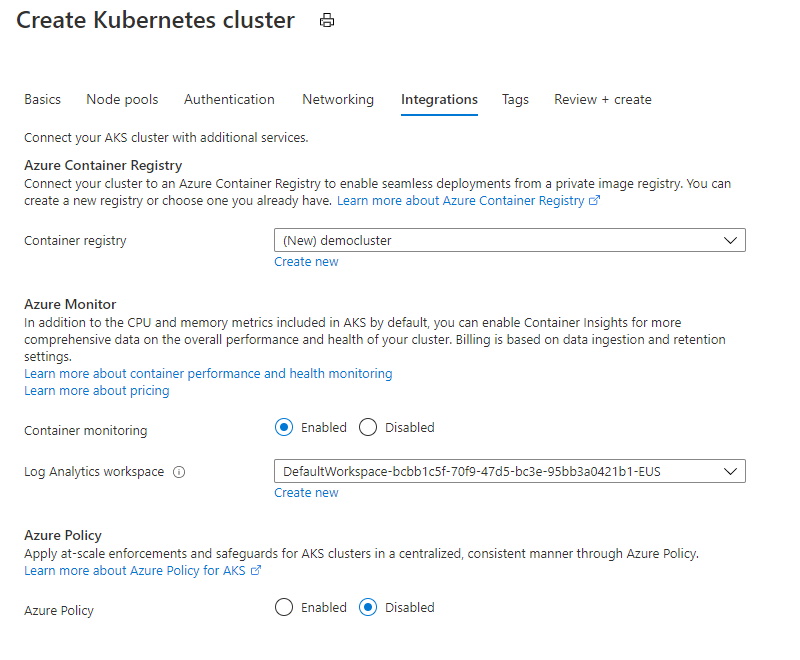 Create Kubernetes cluster
Basics Node pools Authentication Networking Integrations Tags Review + create
Connect your AKS cluster with additional services.
Azure Container Registry
Connect your cluster to an Azure Container Registry to enable seamless deployments from a private image registry. You can
create a new registry or choose one you already have. Learn more about Azure Container Registry
Container registry (New) democluster
Create new
Azure Monitor
In addition to the CPU and memory metrics included in AKS by default, you can enable Container Insights for more
comprehensive data on the overall performance and health of your cluster. Billing is based on data ingestion and retention
settings.
Learn more about container performance and health monitoring
Learn more about pricing
Container monitoring Enabled Disabled
Log Analytics workspace DefaultWorkspace-bcbb1c5f-70f9-47d5-bc3e-95bb3a0421b1-EUS
Create new
Azure Policy
Apply at-scale enforcements and safeguards for AKS clusters in a centralized, consistent manner through Azure Policy.
Learn more about Azure Policy for AKS
Azure Policy Enabled Disabled